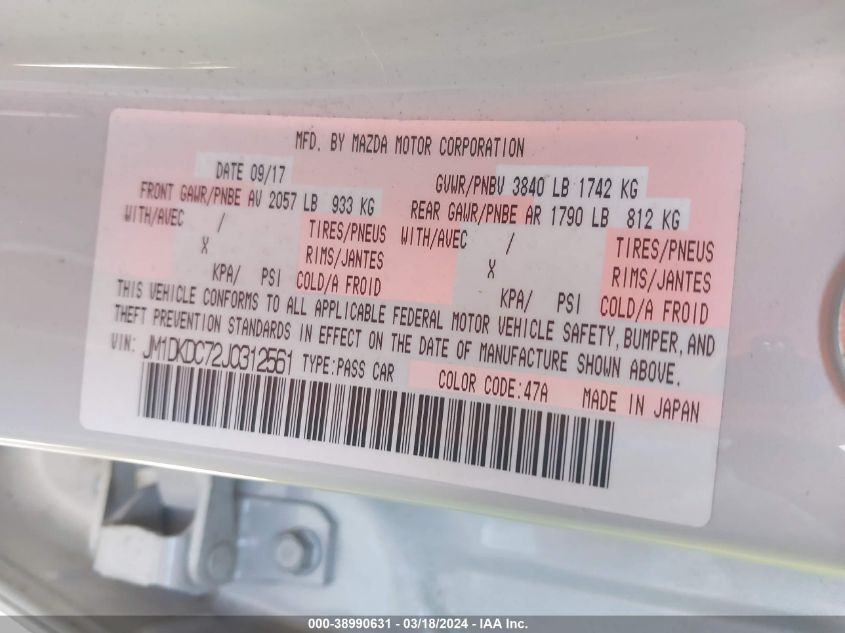 MFD. BY MAZDA MOTOR CORPORATION
DATE 09/17 GVWR/PNBV 3840 LB 1742 KG
FRONT GAWR/PNBE AV 2057 LB 933 KG REAR GAWR/PNBE AR 1790 LB 812 KG
WITH/AVEC / TIRES/PNEUS WITH/AVEC / TIRES/PNEUS
X RIMS/JANTES X RIMS/JANTES
KPA/ PSI COLD/A FROID KPA/ PSI COLD/A FROID
THIS VEHICLE CONFORMS TO ALL APPLICABLE FEDERAL MOTOR VEHICLE SAFETY, BUMPER, AND
THEFT PREVENTION STANDARDS IN EFFECT ON THE DATE OF MANUFACTURE SHOWN ABOVE.
VIN: JM1DKDC72J0312561 TYPE:PASS CAR COLOR CODE:47A MADE IN JAPAN
000-38990631 - 03/18/2024 - IAA Inc.